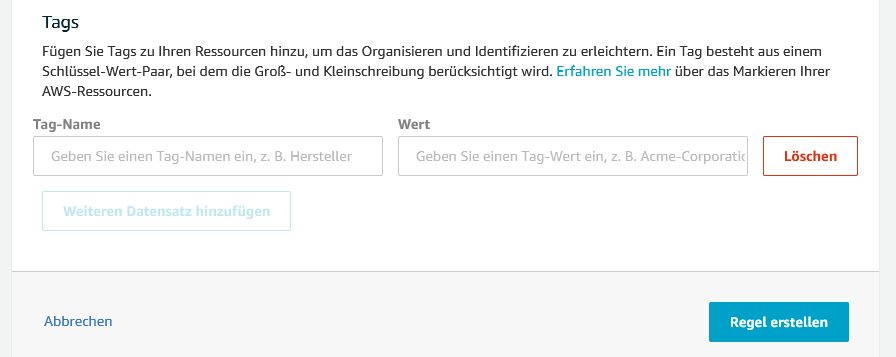 Tags
Fügen Sie Tags zu Ihren Ressourcen hinzu, um das Organisieren und Identifizieren zu erleichtern. Ein Tag besteht aus einem
Schlüssel-Wert-Paar, bei dem die Groß- und Kleinschreibung berücksichtigt wird. Erfahren Sie mehr über das Markieren Ihrer
AWS-Ressourcen.
Tag-Name Wert
Geben Sie einen Tag-Namen ein, z. B. Hersteller Geben Sie einen Tag-Wert ein, z. B. Acme-Corporatic Löschen
Weiteren Datensatz hinzufügen
Abbrechen Regel erstellen